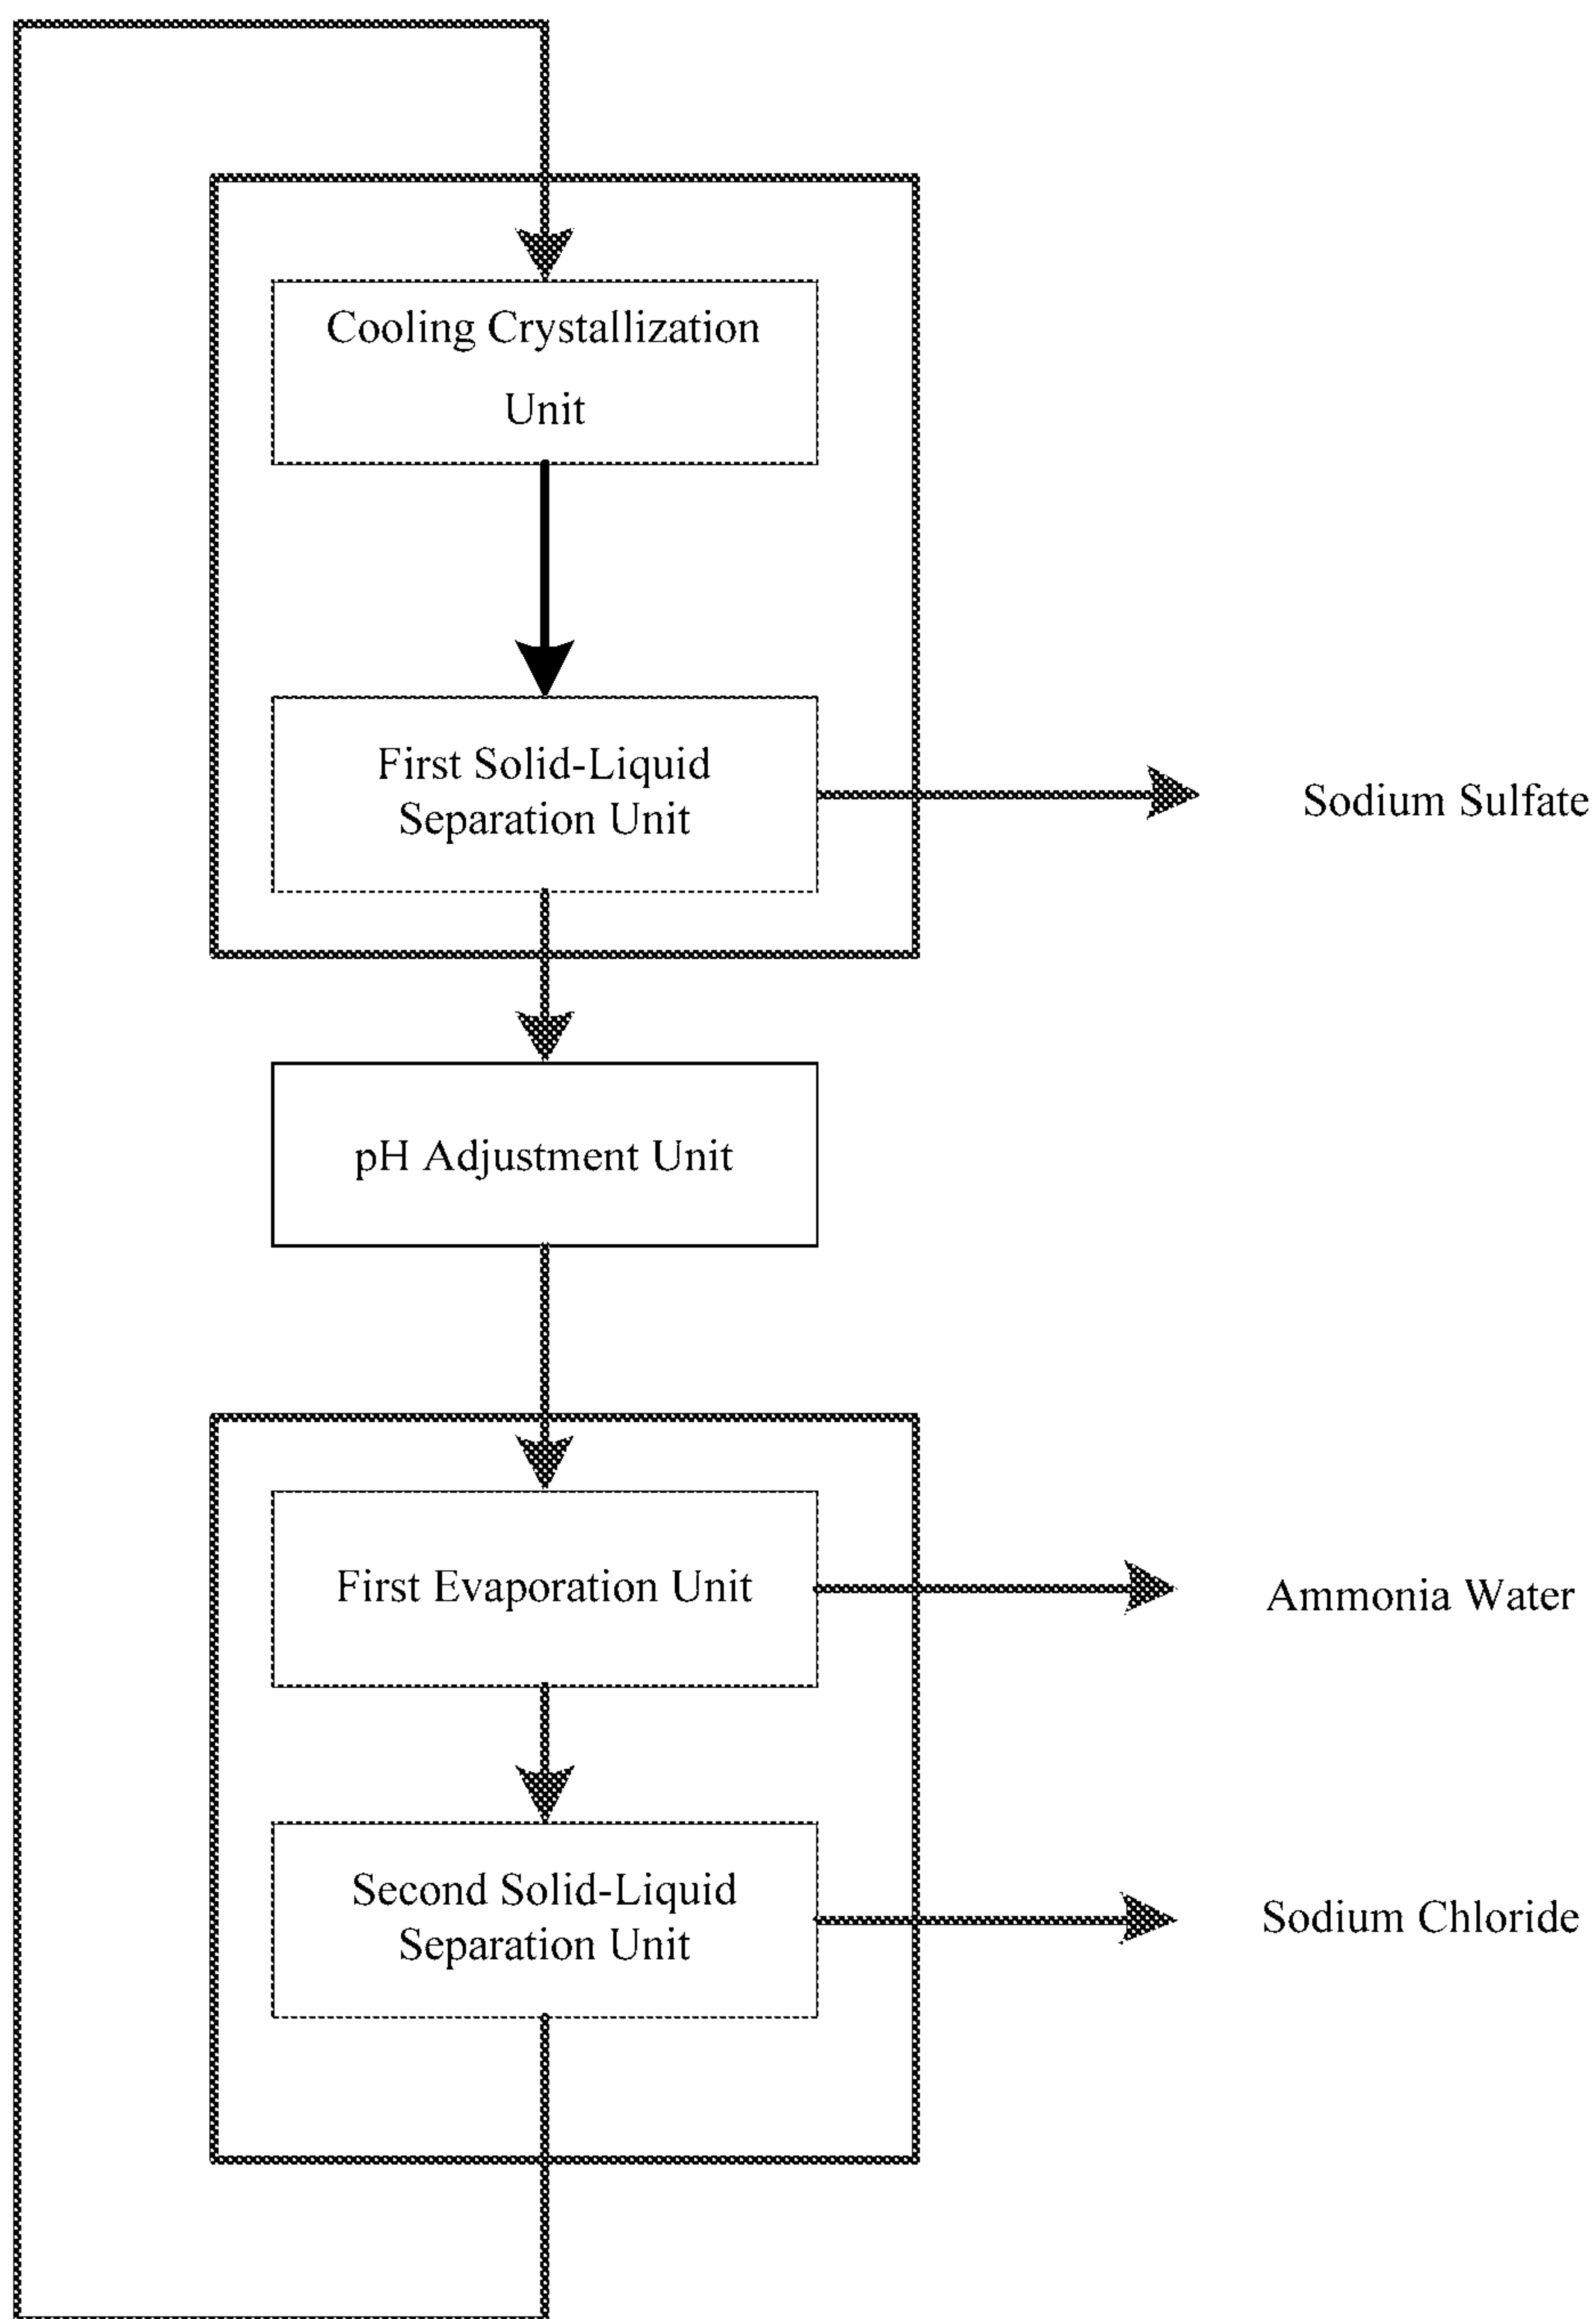 Cooling Crystallization
Unit
First Solid-Liquid
Separation Unit
Sodium Sulfate
pH Adjustment Unit
First Evaporation Unit
Ammonia Water
Second Solid-Liquid
Separation Unit
Sodium Chloride